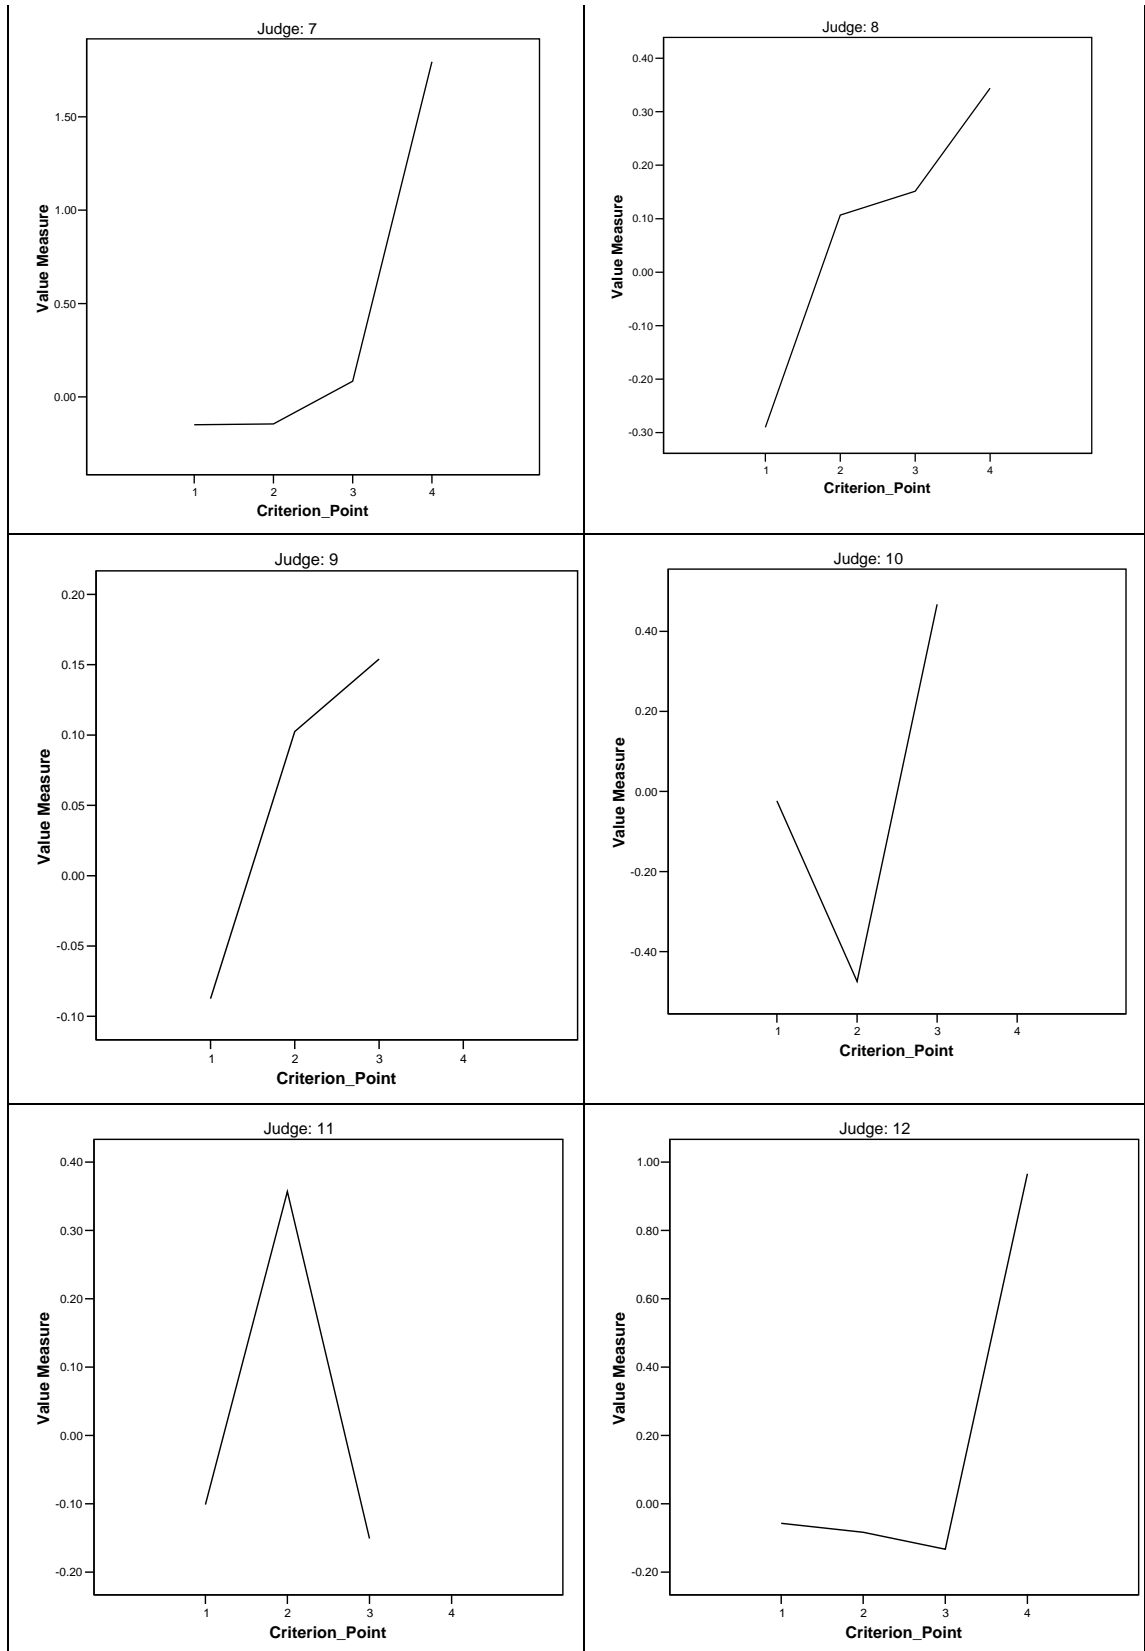 Judge: 7
1.50
1.00
0.50
0.00
Value Measure
1 2 3 4
Criterion_Point
Judge: 8
0.40
0.30
0.20
0.10
0.00
-0.10
-0.20
-0.30
Value Measure
1 2 3 4
Criterion_Point
Judge: 9
0.20
0.15
0.10
0.05
0.00
-0.05
-0.10
Value Measure
1 2 3 4
Criterion_Point
Judge: 10
0.40
0.20
0.00
-0.20
-0.40
Value Measure
1 2 3 4
Criterion_Point
Judge: 11
0.40
0.30
0.20
0.10
0.00
-0.10
-0.20
Value Measure
1 2 3 4
Criterion_Point
Judge: 12
1.00
0.80
0.60
0.40
0.20
0.00
-0.20
Value Measure
1 2 3 4
Criterion_Point